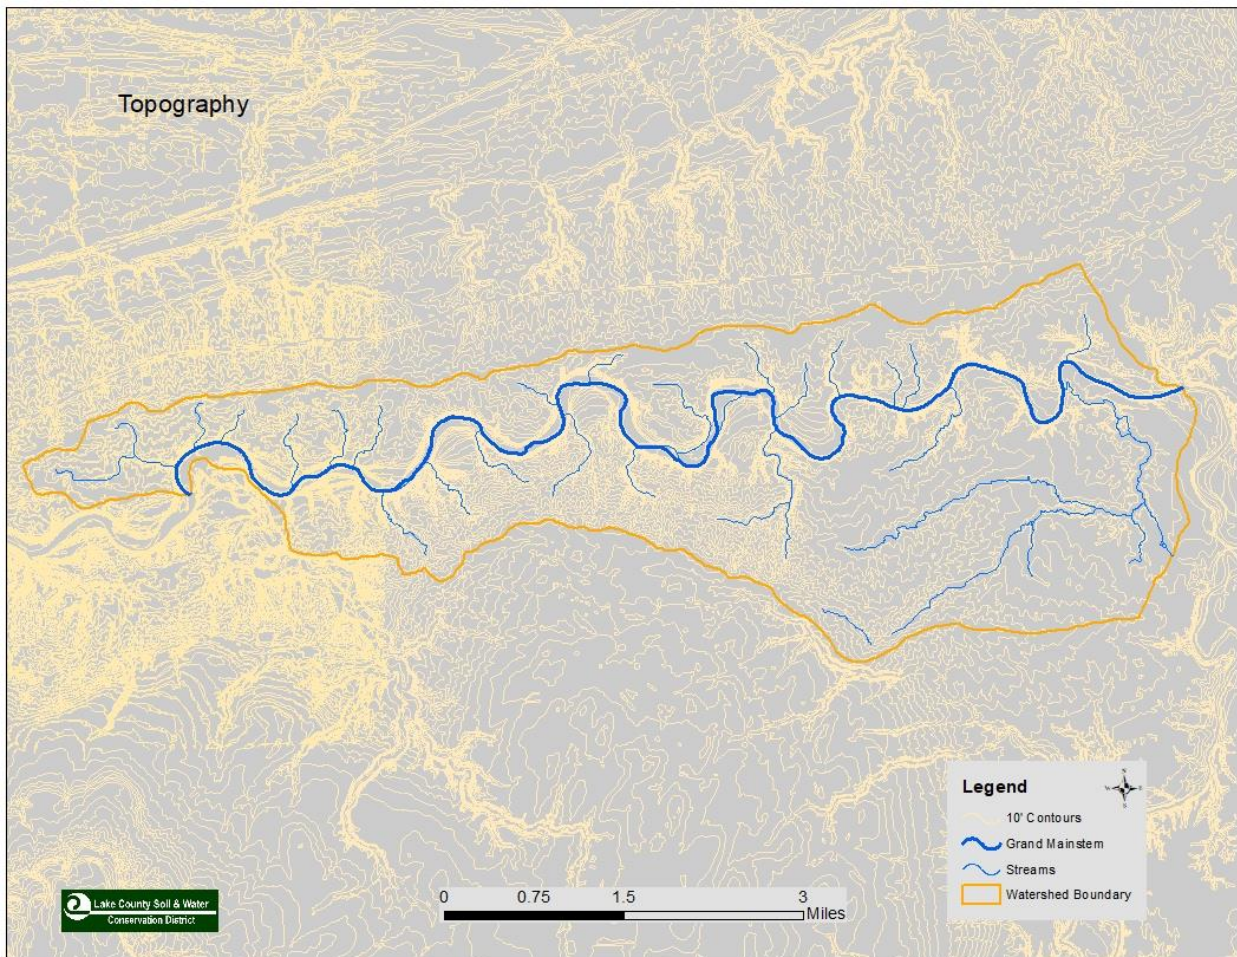 Topography
Legend
N
W E
S
10' Contours
Grand Mainstem
Streams
Watershed Boundary
Lake County Soil & Water
Conservation District
0 0.75 1.5 3
Miles